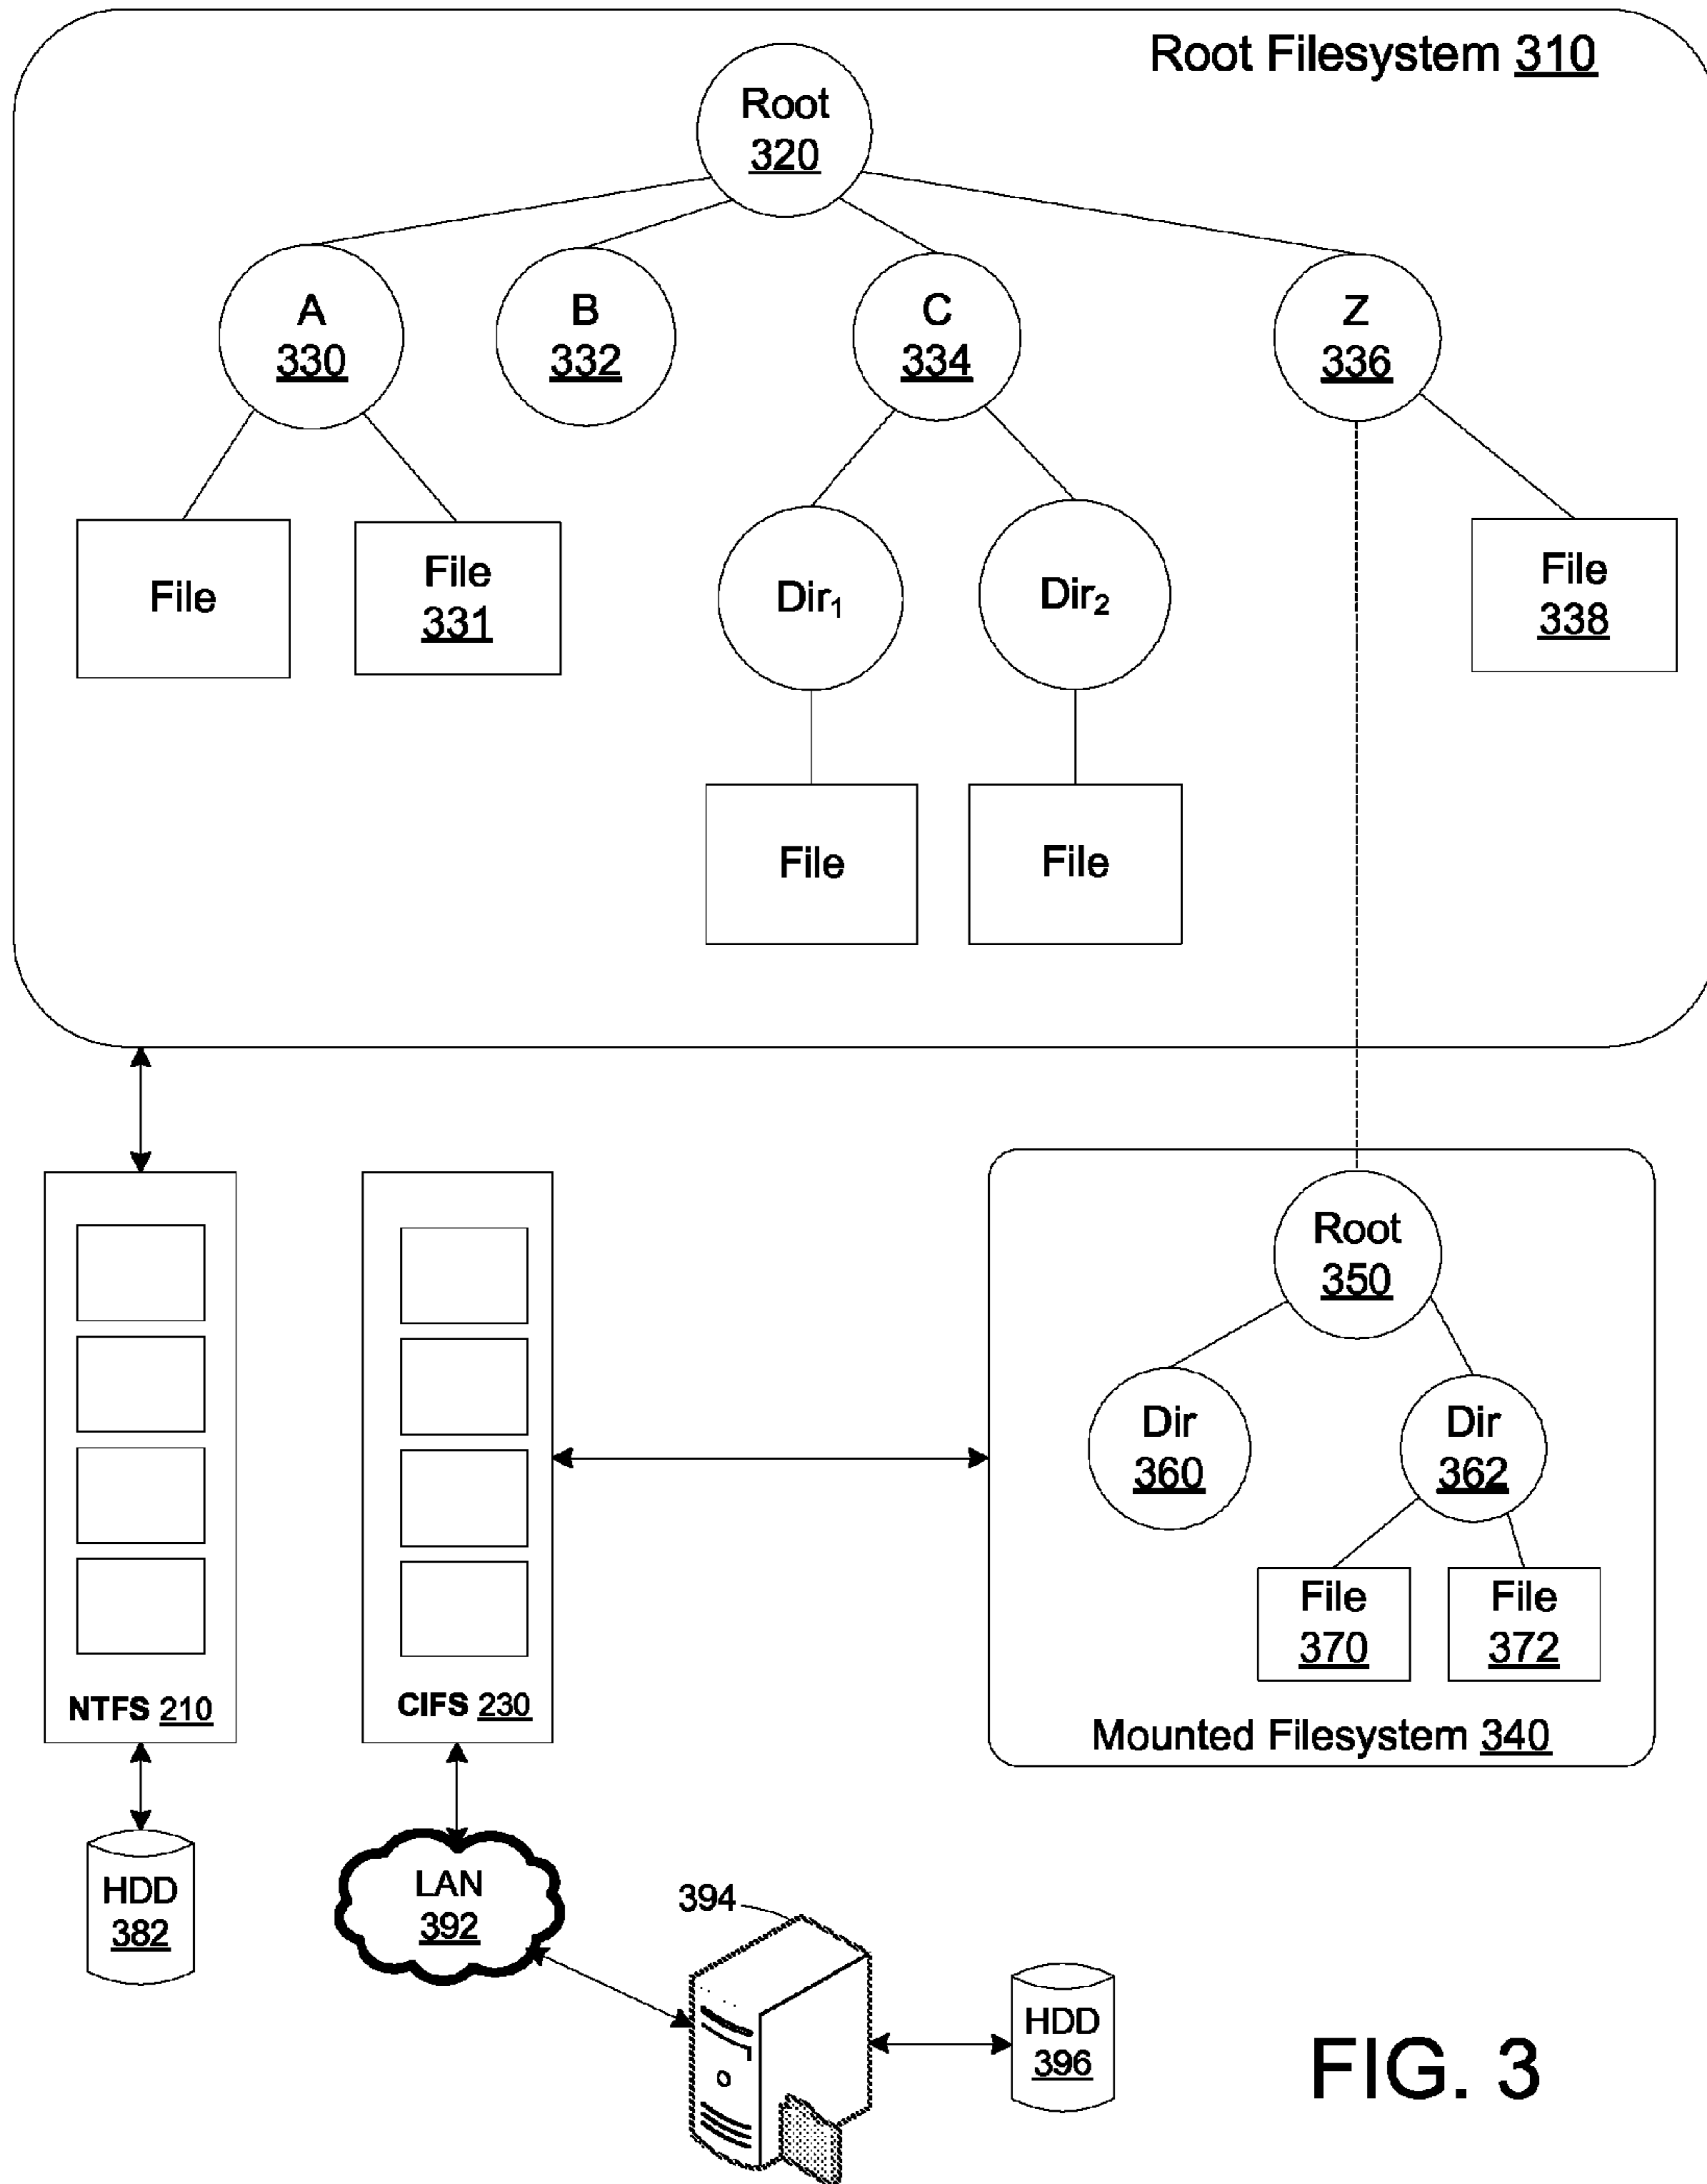 Root Filesystem 310
Root
320
A
330
B
332
C
334
Z
336
File
File
331
Dir₁
Dir₂
File
338
File
File
Root
350
Dir
360
Dir
362
File
370
File
372
NTFS 210
CIFS 230
Mounted Filesystem 340
HDD
382
LAN
392
394
HDD
396
FIG. 3